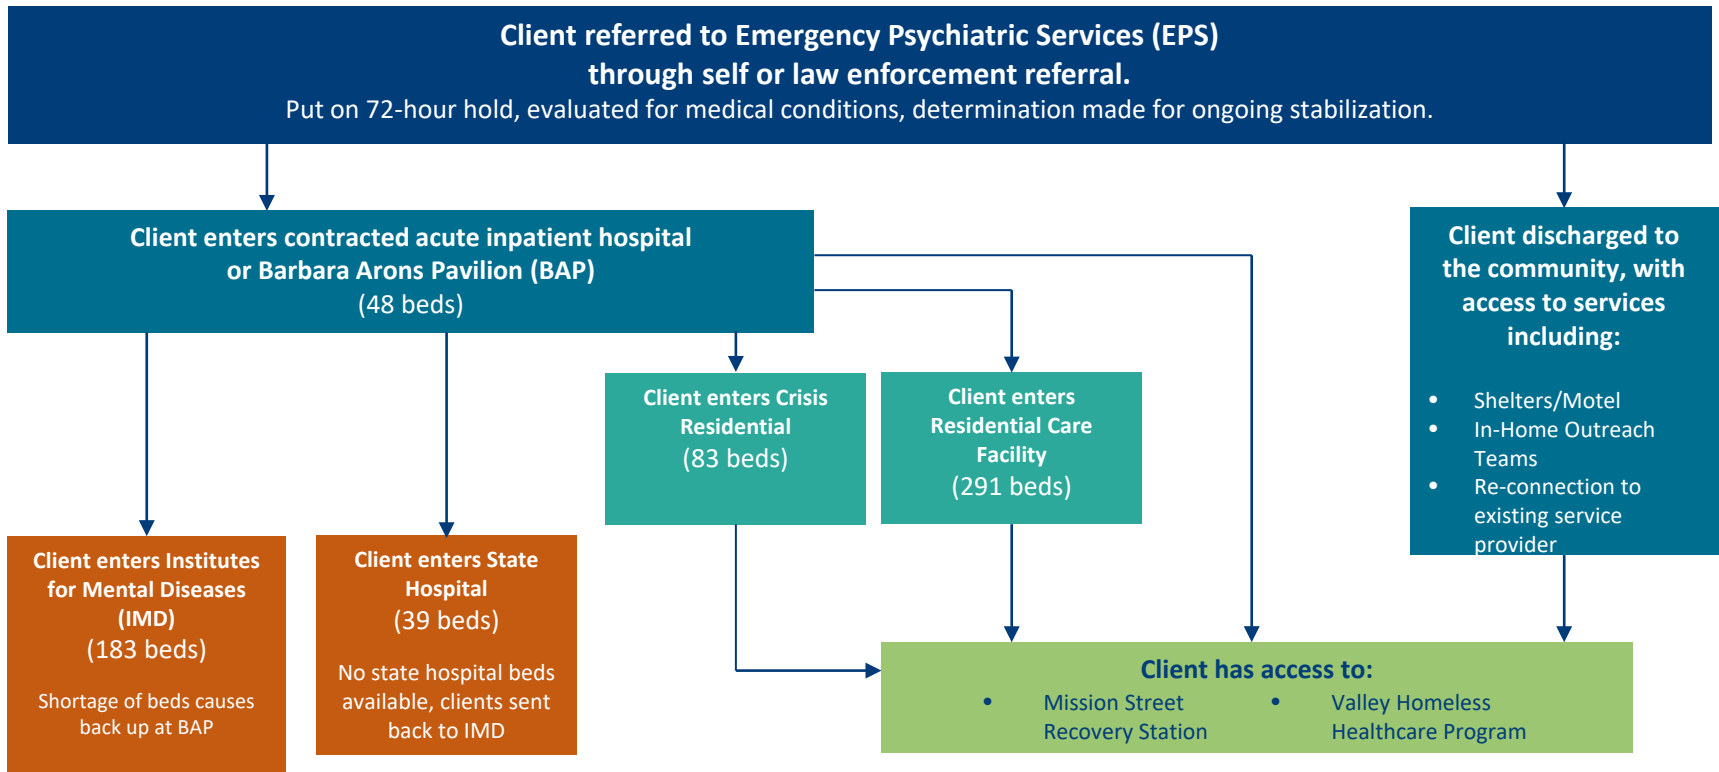 Client referred to Emergency Psychiatric Services (EPS)
through self or law enforcement referral.
Put on 72-hour hold, evaluated for medical conditions, determination made for ongoing stabilization.
Client enters contracted acute inpatient hospital
or Barbara Arons Pavilion (BAP)
(48 beds)
Client discharged to
the community, with
access to services
including:
• Shelters/Motel
• In-Home Outreach
Teams
• Re-connection to
existing service
provider
Client enters Crisis
Residential
(83 beds)
Client enters
Residential Care
Facility
(291 beds)
Client enters Institutes
for Mental Diseases
(IMD)
(183 beds)
Shortage of beds causes
back up at BAP
Client enters State
Hospital
(39 beds)
No state hospital beds
available, clients sent
back to IMD
Client has access to:
• Mission Street
Recovery Station
• Valley Homeless
Healthcare Program